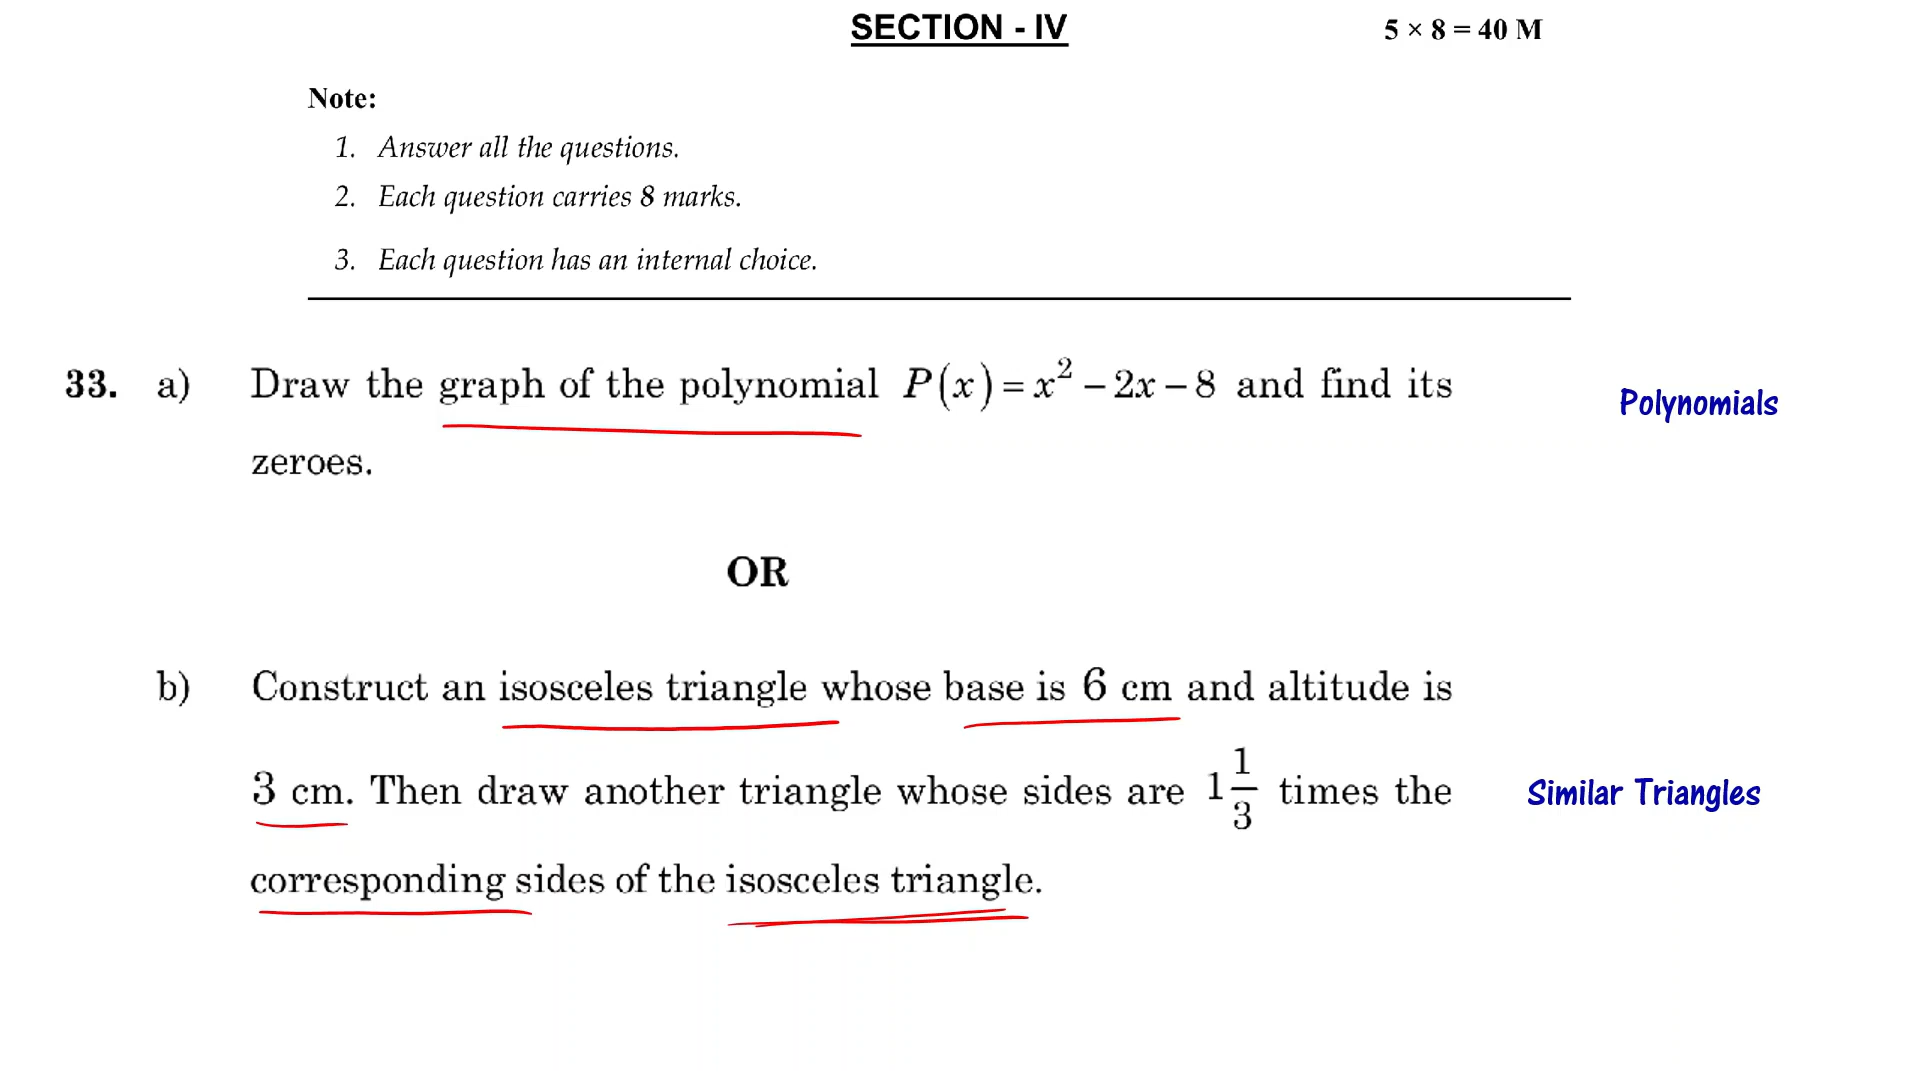 SECTION - IV 5 × 8 = 40 M
Note:
1. Answer all the questions.
2. Each question carries 8 marks.
3. Each question has an internal choice.
33. a) Draw the graph of the polynomial P(x) = x² – 2x – 8 and find its
Polynomials
zeroes.
OR
b) Construct an isosceles triangle whose base is 6 cm and altitude is
3 cm. Then draw another triangle whose sides are 1 1/3 times the
Similar Triangles
corresponding sides of the isosceles triangle.